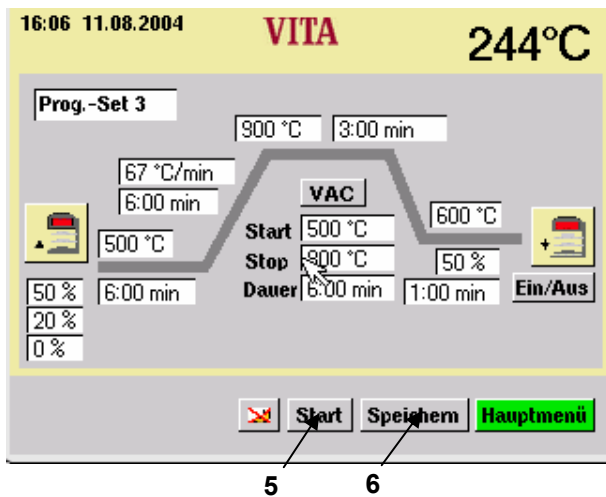 16:06 11.08.2004
VITA
244°C
Prog.-Set 3
900 °C 3:00 min
67 °C/min
6:00 min
VAC
600 °C
500 °C
Start 500 °C
Stop °C
50 %
50 %
20 %
0 %
6:00 min
Dauer 6:00 min
1:00 min
Ein/Aus
Start Speichern Hauptmenü
5 6